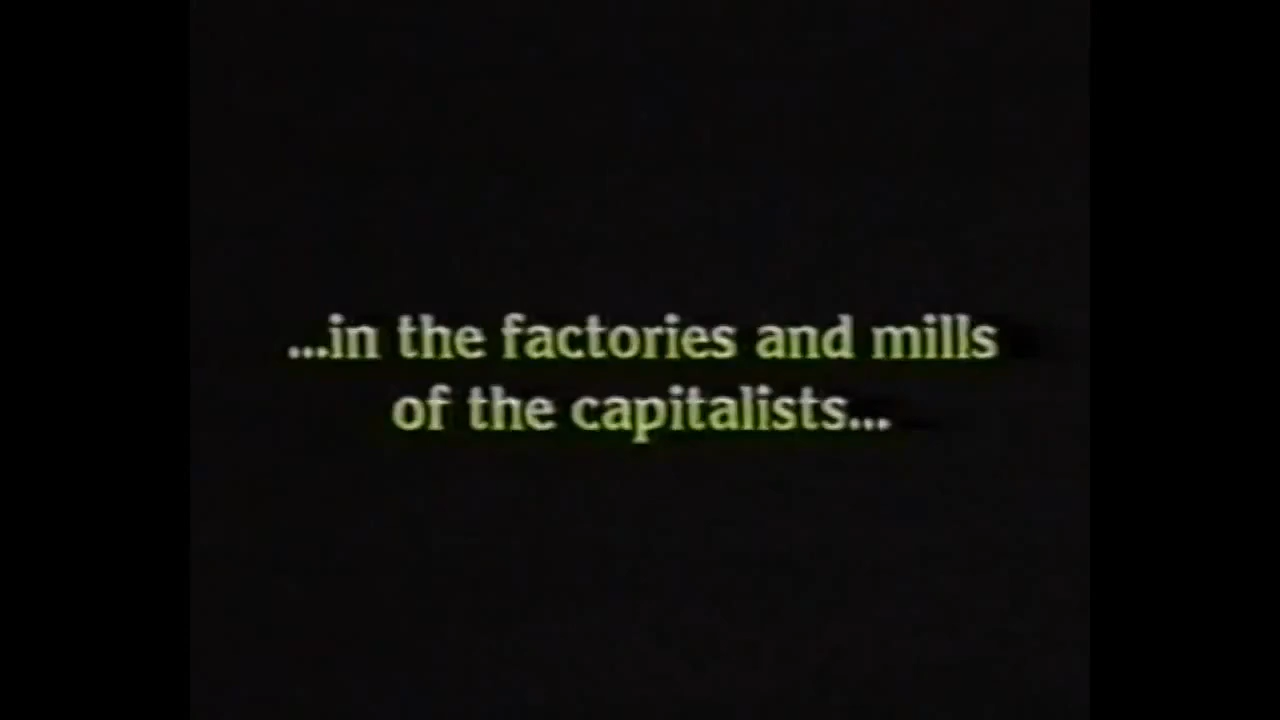 ...in the factories and mills
of the capitalists...